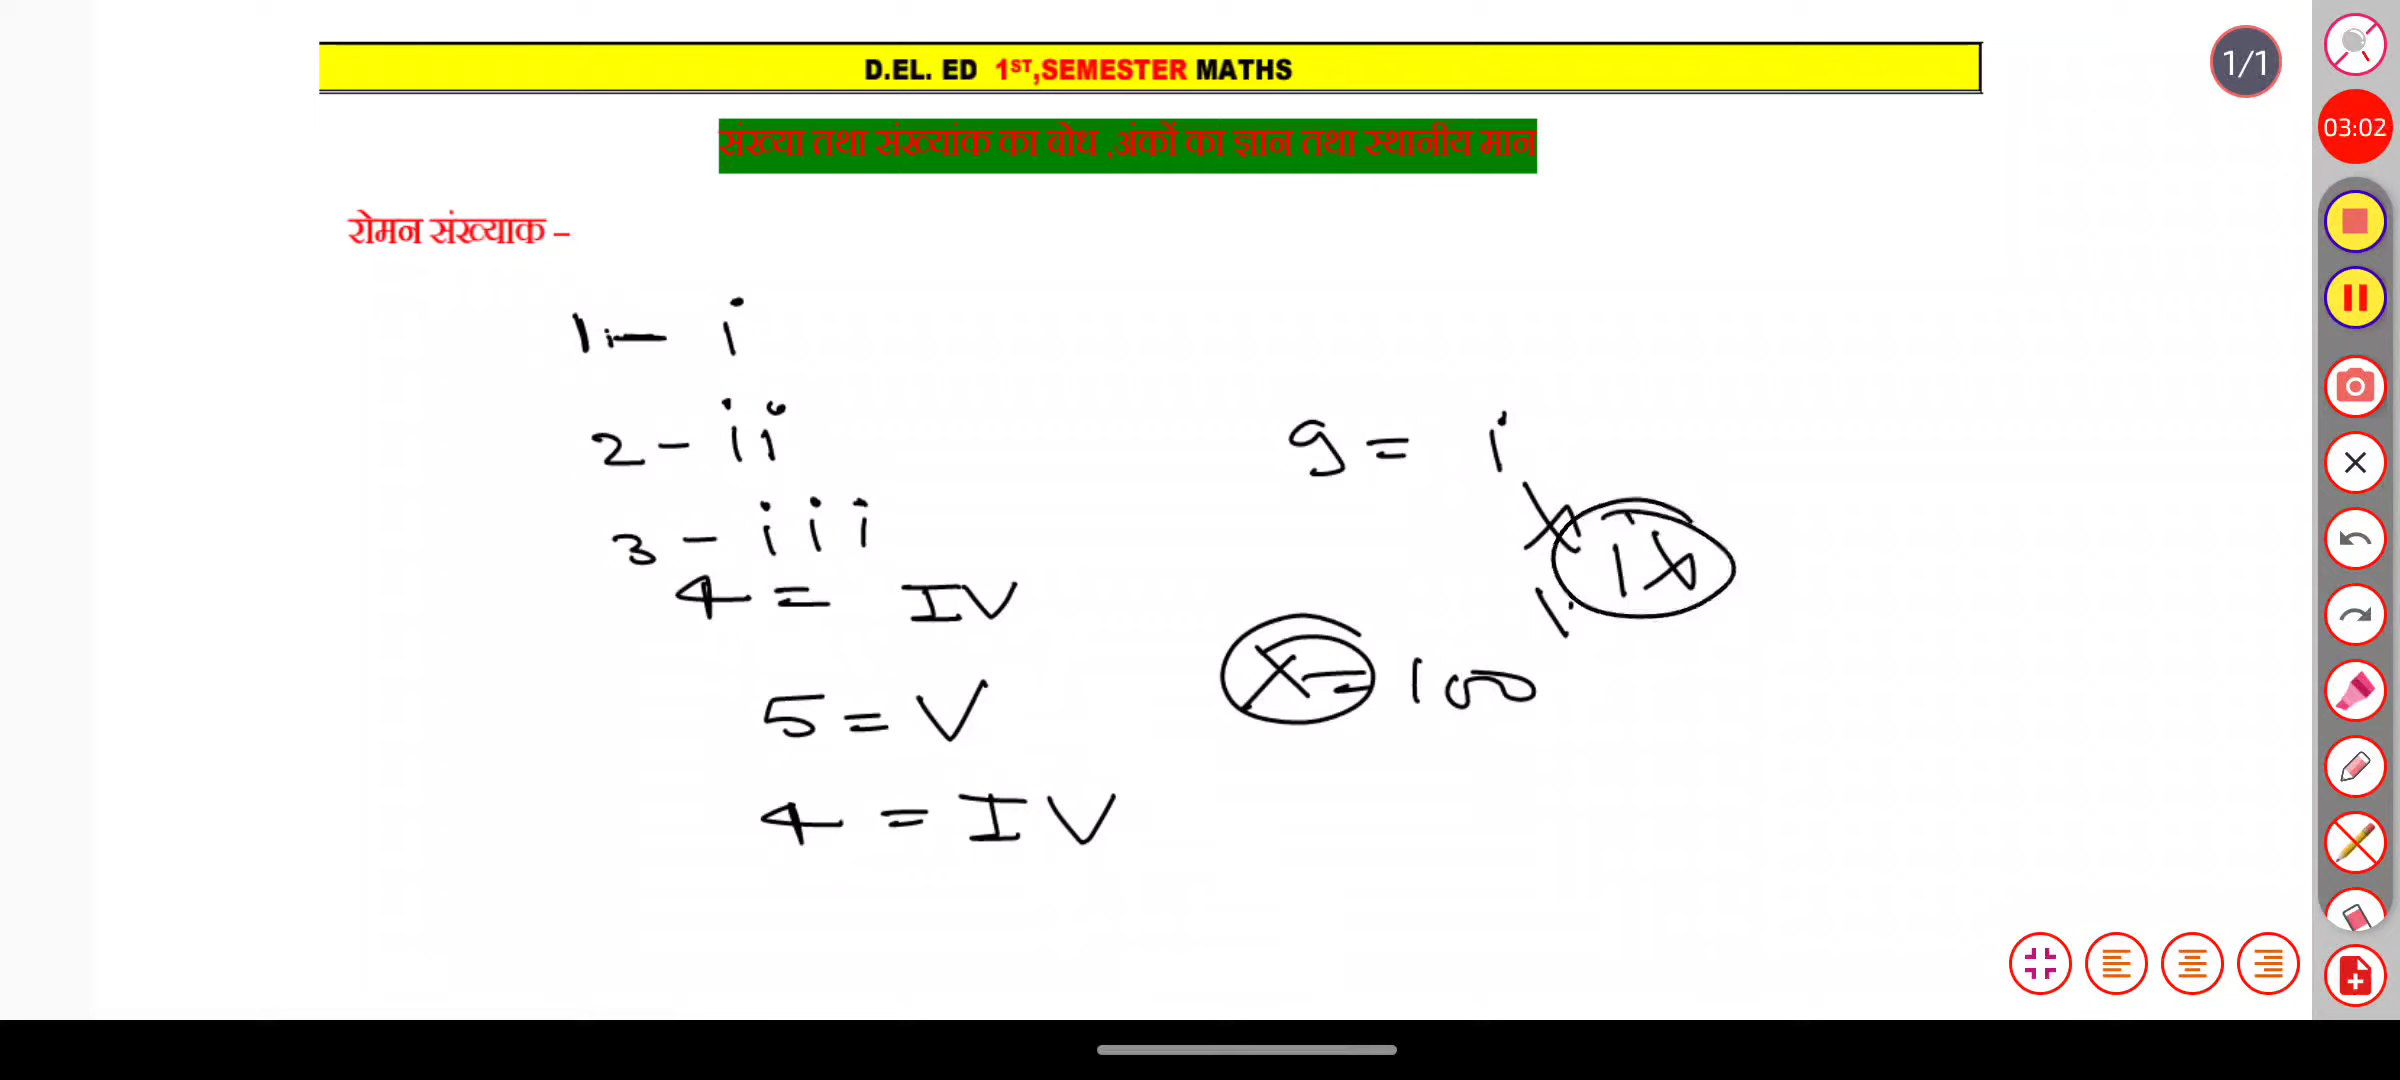 D.EL. ED 1ST,SEMESTER MATHS
1/1
03:02
संख्या तथा संख्यांक का बोध ,अंकों का ज्ञान तथा स्थानीय मान
रोमन संख्याक –
1 – i
2 - ii
3 - iii
4 = IV
5 = V
4 = IV
9 = i
X = 100